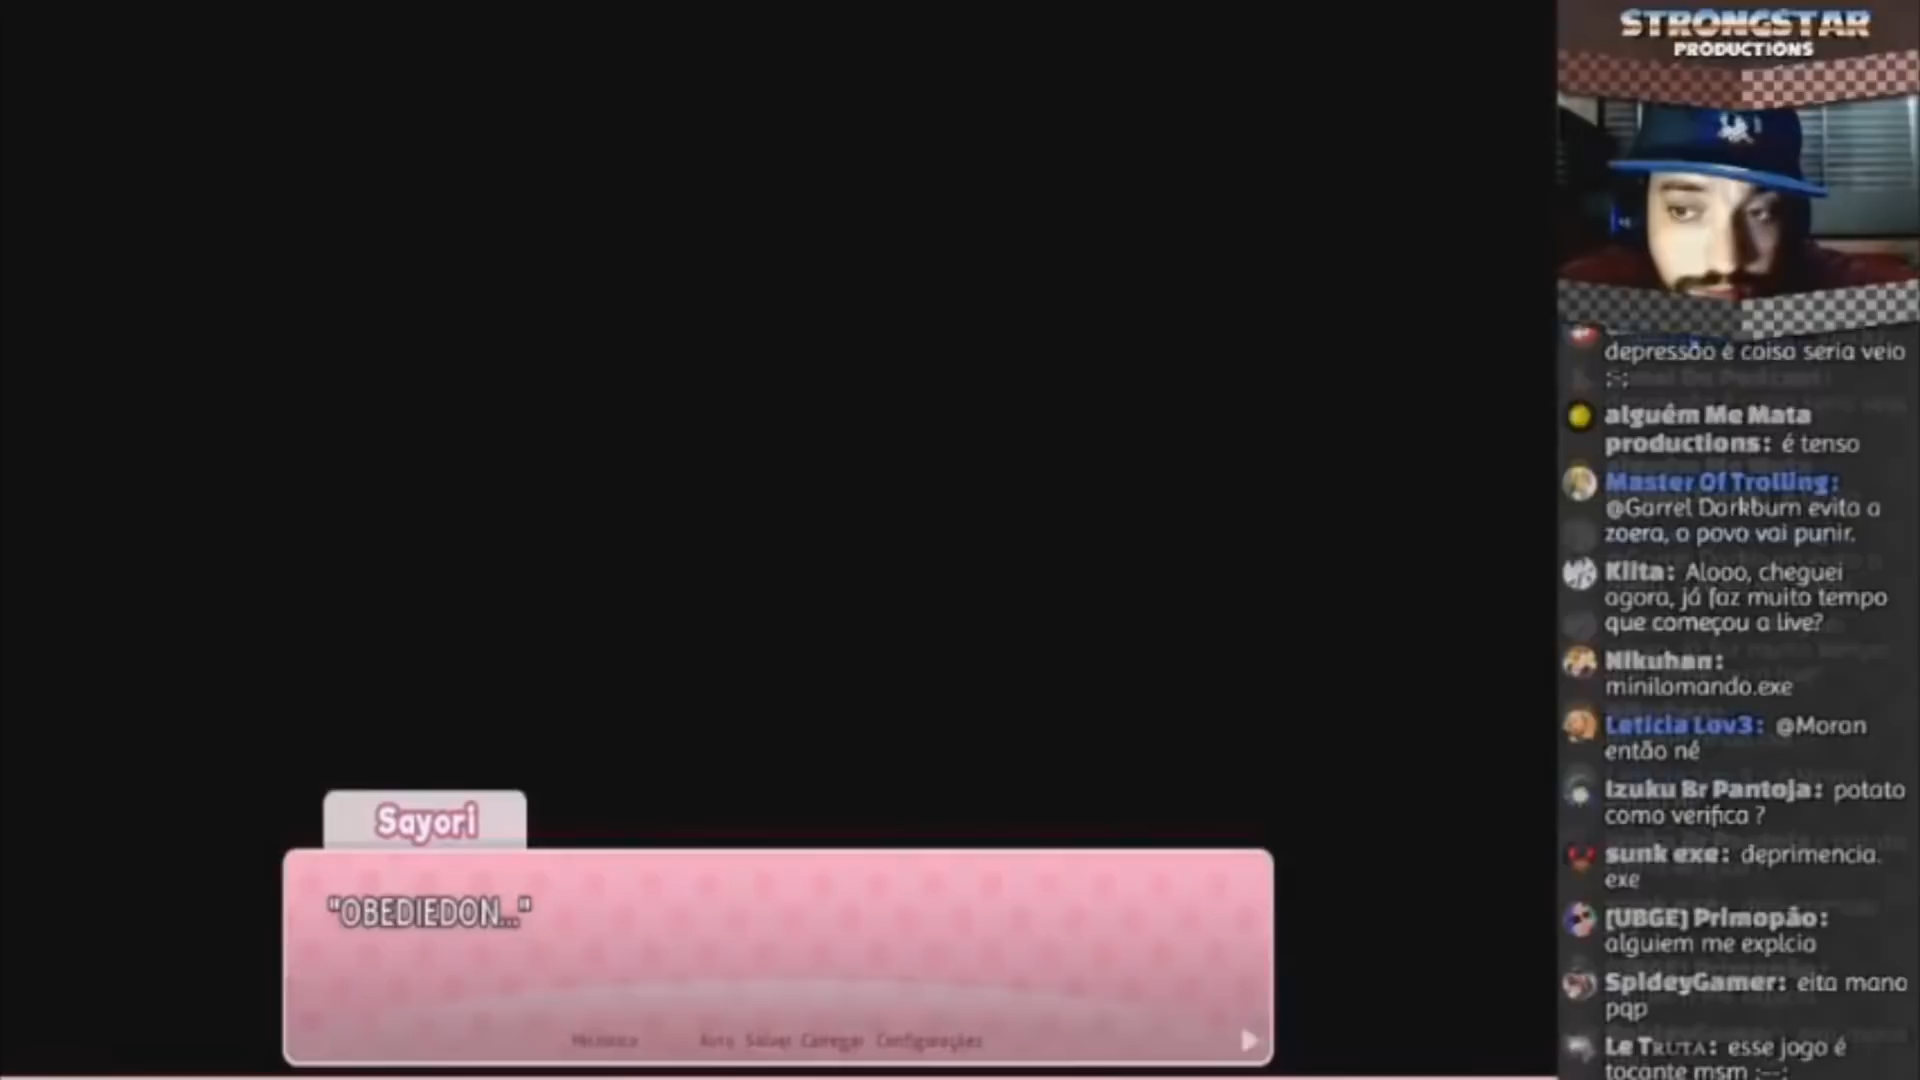 STRONGSTAR
PRODUCTIONS
depressão é coisa seria veio
:-:
alguém Me Mata
productions: é tenso
Master Of Trolling:
@Garrel Darkburn evita a
zoera, o povo vai punir.
Klita: Alooo, cheguei
agora, já faz muito tempo
que começou a live?
Nikuhan:
minilomando.exe
Leticia Lov3: @Moran
então né
Izuku Br Pantoja: potato
como verifica ?
sunk exe: deprimencia.
exe
[UBGE] Primopão:
alguiem me explcia
SpideyGamer: eita mano
pqp
Le TRUTA: esse jogo é
tocante msm :--:
Sayori
"OBEDIEDON..."
Histórico Auto Salvar Carregar Configurações